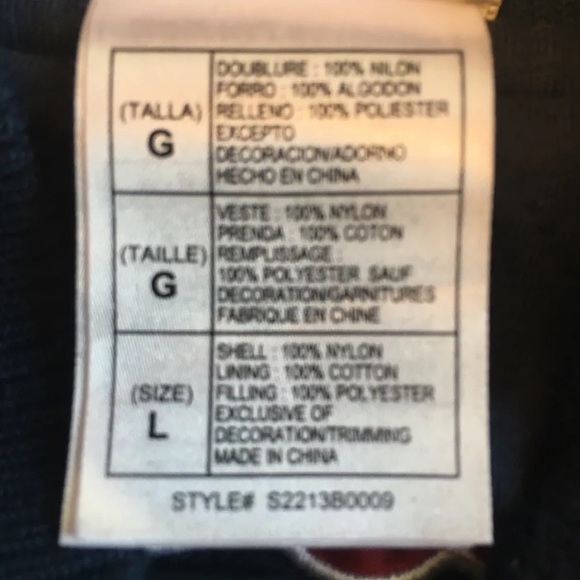 (TALLA)
G
DOUBLURE : 100% NILON
FORRO : 100% ALGODON
RELLENO : 100% POLIESTER
EXCEPTO
DECORACION/ADORNO
HECHO EN CHINA
(TAILLE)
G
VESTE : 100% NYLON
PRENDA : 100% COTON
REMPLISSAGE :
100% POLYESTER SAUF
DECORATION/GARNITURES
FABRIQUE EN CHINE
(SIZE)
L
SHELL : 100% NYLON
LINING : 100% COTTON
FILLING : 100% POLYESTER
EXCLUSIVE OF
DECORATION/TRIMMING
MADE IN CHINA
STYLE# S2213B0009